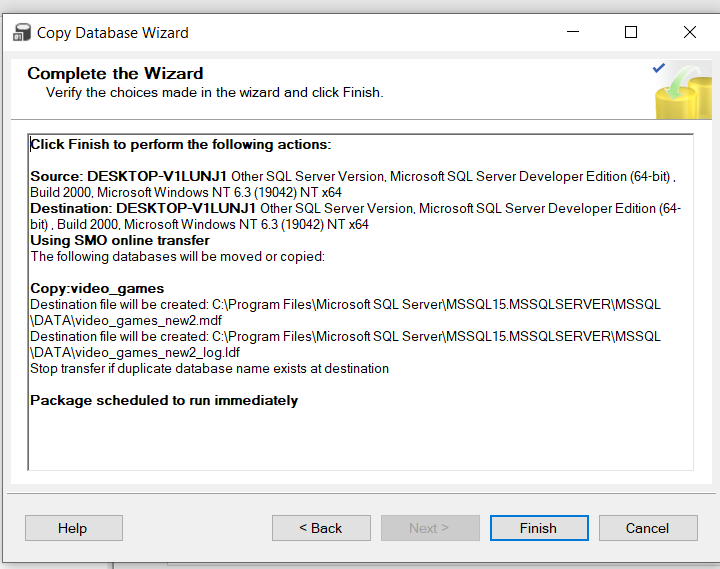 Copy Database Wizard
Complete the Wizard
Verify the choices made in the wizard and click Finish.
Click Finish to perform the following actions:
Source: DESKTOP-V1LUNJ1 Other SQL Server Version, Microsoft SQL Server Developer Edition (64-bit) ,
Build 2000, Microsoft Windows NT 6.3 (19042) NT x64
Destination: DESKTOP-V1LUNJ1 Other SQL Server Version, Microsoft SQL Server Developer Edition (64-
bit) , Build 2000, Microsoft Windows NT 6.3 (19042) NT x64
Using SMO online transfer
The following databases will be moved or copied:
Copy:video_games
Destination file will be created: C:\Program Files\Microsoft SQL Server\MSSQL15.MSSQLSERVER\MSSQL
\DATA\video_games_new2.mdf
Destination file will be created: C:\Program Files\Microsoft SQL Server\MSSQL15.MSSQLSERVER\MSSQL
\DATA\video_games_new2_log.ldf
Stop transfer if duplicate database name exists at destination
Package scheduled to run immediately
Help
< Back
Next >
Finish
Cancel